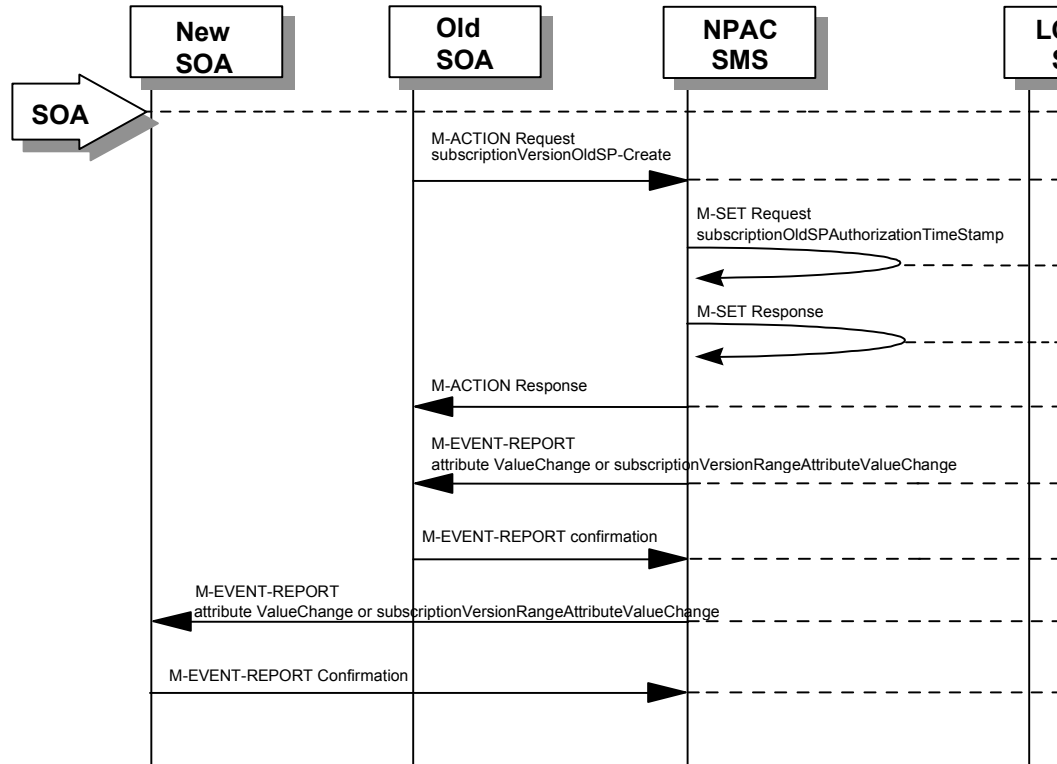 New
SOA
Old
SOA
NPAC
SMS
SOA
M-ACTION Request
subscriptionVersionOldSP-Create
M-SET Request
subscriptionOldSPAuthorizationTimeStamp
M-SET Response
M-ACTION Response
M-EVENT-REPORT
attribute ValueChange or subscriptionVersionRangeAttributeValueChange
M-EVENT-REPORT confirmation
M-EVENT-REPORT
attribute ValueChange or subscriptionVersionRangeAttributeValueChange
M-EVENT-REPORT Confirmation